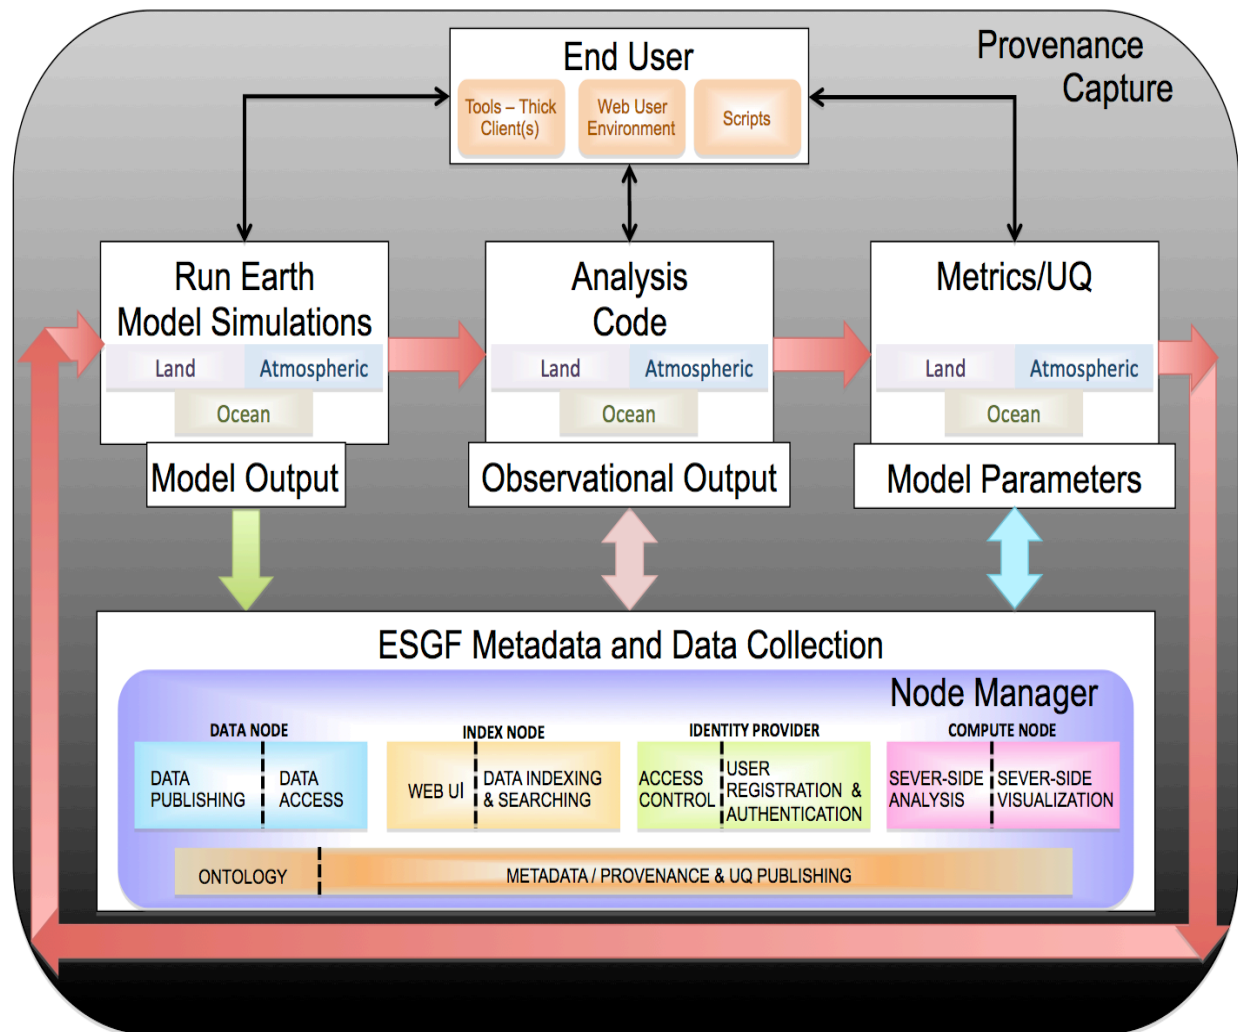 Provenance
Capture
End User
Tools – Thick
Client(s)
Web User
Environment
Scripts
Run Earth
Model Simulations
Land
Atmospheric
Ocean
Model Output
Analysis
Code
Land
Atmospheric
Ocean
Observational Output
Metrics/UQ
Land
Atmospheric
Ocean
Model Parameters
ESGF Metadata and Data Collection
Node Manager
DATA NODE
DATA
PUBLISHING
DATA
ACCESS
INDEX NODE
WEB UI
DATA INDEXING
& SEARCHING
IDENTITY PROVIDER
ACCESS
CONTROL
USER
REGISTRATION &
AUTHENTICATION
COMPUTE NODE
SEVER-SIDE
ANALYSIS
SEVER-SIDE
VISUALIZATION
ONTOLOGY
METADATA / PROVENANCE & UQ PUBLISHING